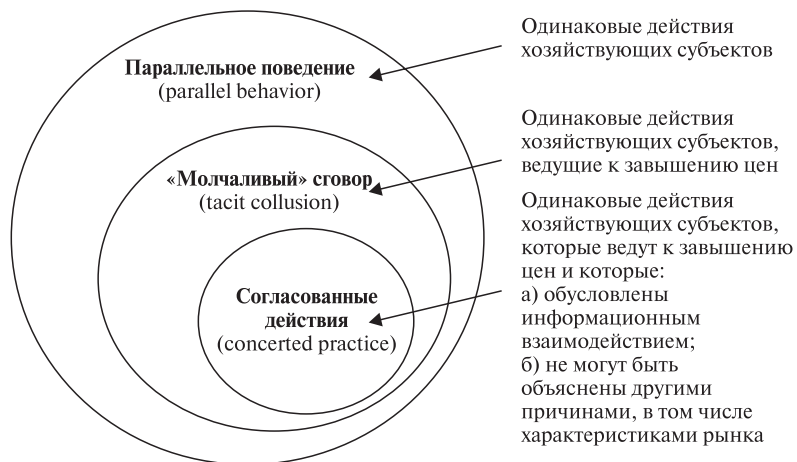 Параллельное поведение
(parallel behavior)
«Молчаливый» сговор
(tacit collusion)
Согласованные
действия
(concerted practice)
Одинаковые действия
хозяйствующих субъектов
Одинаковые действия
хозяйствующих субъектов,
ведущие к завышению цен
Одинаковые действия
хозяйствующих субъектов,
которые ведут к завышению
цен и которые:
а) обусловлены
информационным
взаимодействием;
б) не могут быть
объяснены другими
причинами, в том числе
характеристиками рынка